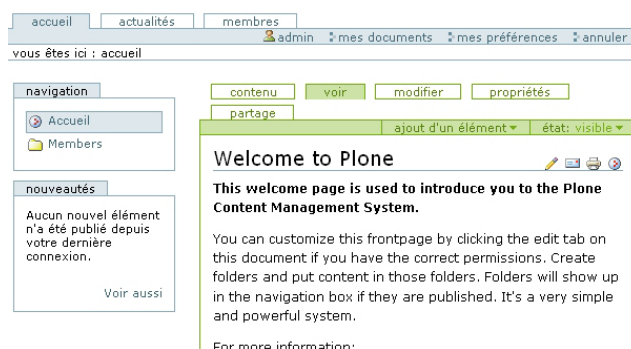 accueil actualités membres
admin mes documents mes préférences annuler
vous êtes ici : accueil
navigation
Accueil
Members
nouveautés
Aucun nouvel élément
n'a été publié depuis
votre dernière
connexion.
Voir aussi
contenu voir modifier propriétés
partage
ajout d'un élément état: visible
Welcome to Plone
This welcome page is used to introduce you to the Plone
Content Management System.
You can customize this frontpage by clicking the edit tab on
this document if you have the correct permissions. Create
folders and put content in those folders. Folders will show up
in the navigation box if they are published. It's a very simple
and powerful system.
For more information: